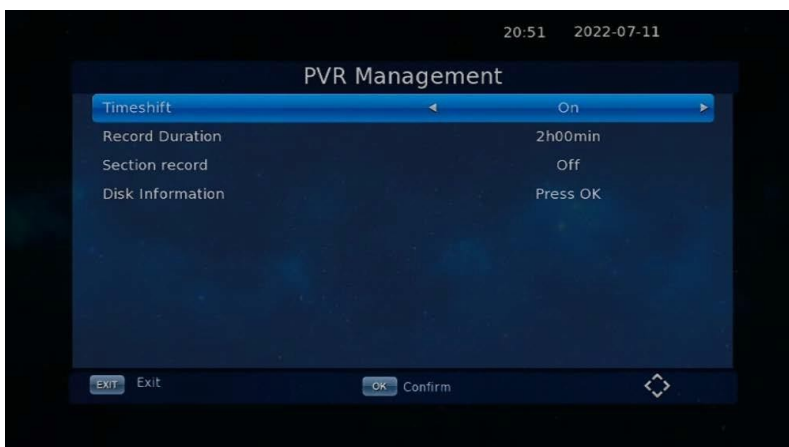 20:51 2022-07-11
PVR Management
Timeshift On
Record Duration 2h00min
Section record Off
Disk Information Press OK
EXIT Exit OK Confirm